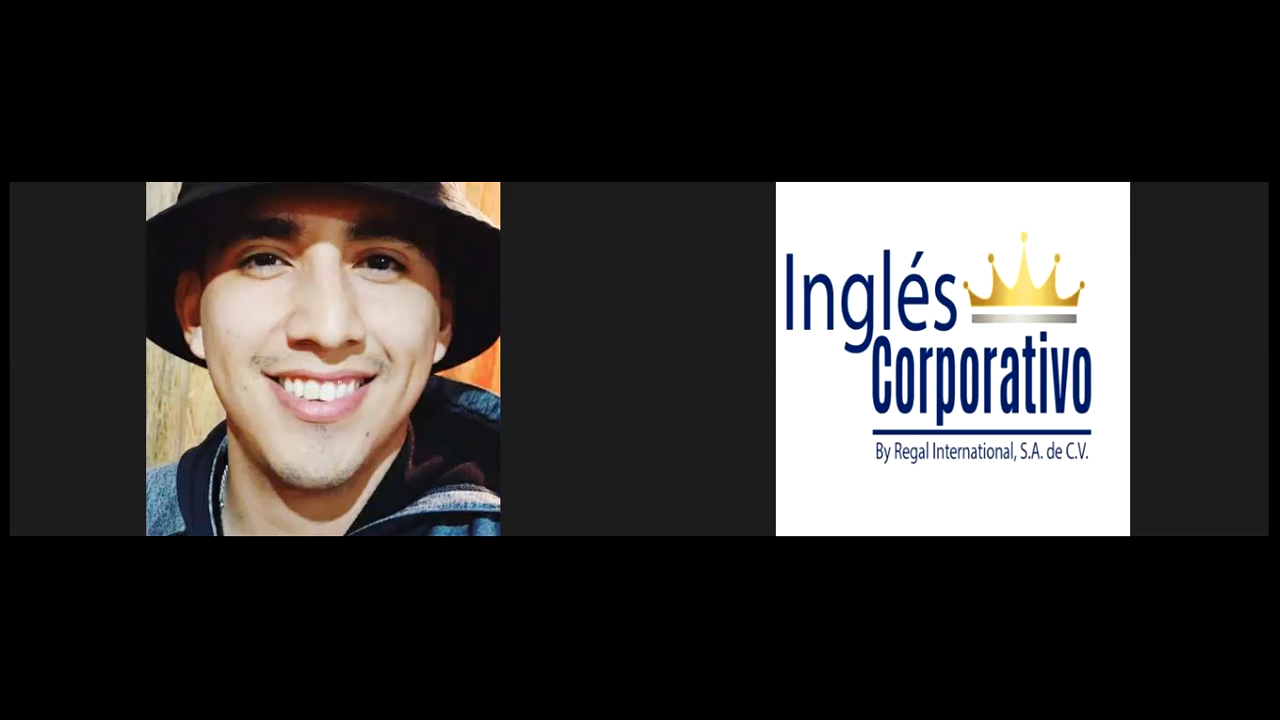 Inglés
Corporativo
By Regal International, S.A. de C.V.